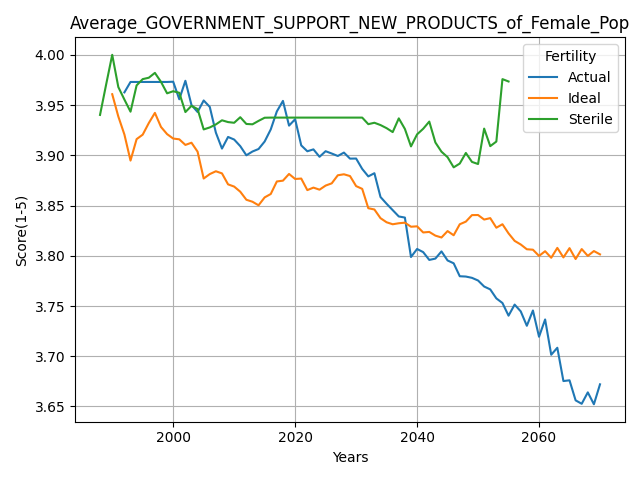 Average_GOVERNMENT_SUPPORT_NEW_PRODUCTS_of_Female_Pop
Fertility
Actual
Ideal
Sterile
Score(1-5)
4.00
3.95
3.90
3.85
3.80
3.75
3.70
3.65
2000 2020 2040 2060
Years